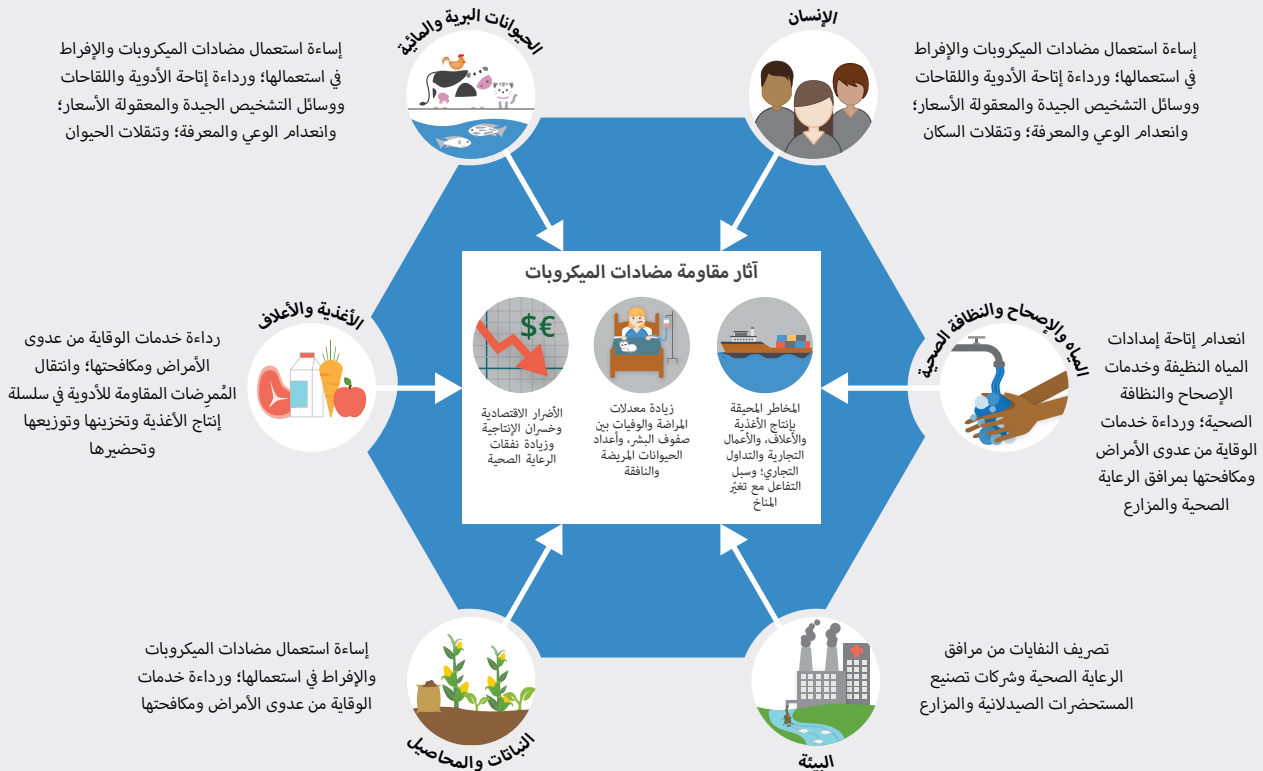 الإنسان
إساءة استعمال مضادات الميكروبات والإفراط
في استعمالها؛ ورداءة إتاحة الأدوية واللقاحات
ووسائل التشخيص الجيدة والمعقولة الأسعار؛
وانعدام الوعي والمعرفة؛ وتنقلات السكان
الحيوانات البرية والمائية
إساءة استعمال مضادات الميكروبات والإفراط
في استعمالها؛ ورداءة إتاحة الأدوية واللقاحات
ووسائل التشخيص الجيدة والمعقولة الأسعار؛
وانعدام الوعي والمعرفة؛ وتنقلات الحيوان
المياه والإصحاح والنظافة الصحية
انعدام إتاحة إمدادات
المياه النظيفة وخدمات
الإصحاح والنظافة
الصحية؛ ورداءة خدمات
الوقاية من عدوى الأمراض
ومكافحتها بمرافق الرعاية
الصحية والمزارع
آثار مقاومة مضادات الميكروبات
المخاطر المحيقة
بإنتاج الأغذية
والأعلاف، والأعمال
التجارية والتداول
التجاري؛ وسبل
التفاعل مع تغيّر
المناخ
زيادة معدلات
المراضة والوفيات بين
صفوف البشر، وأعداد
الحيوانات المريضة
والنافقة
$€
الأضرار الاقتصادية
وخسران الإنتاجية
وزيادة نفقات
الرعاية الصحية
الأغذية والأعلاف
رداءة خدمات الوقاية من عدوى
الأمراض ومكافحتها؛ وانتقال
المُمرِضات المقاومة للأدوية في سلسلة
إنتاج الأغذية وتخزينها وتوزيعها
وتحضيرها
البيئة
تصريف النفايات من مرافق
الرعاية الصحية وشركات تصنيع
المستحضرات الصيدلانية والمزارع
النباتات والمحاصيل
إساءة استعمال مضادات الميكروبات
والإفراط في استعمالها؛ ورداءة خدمات
الوقاية من عدوى الأمراض ومكافحتها